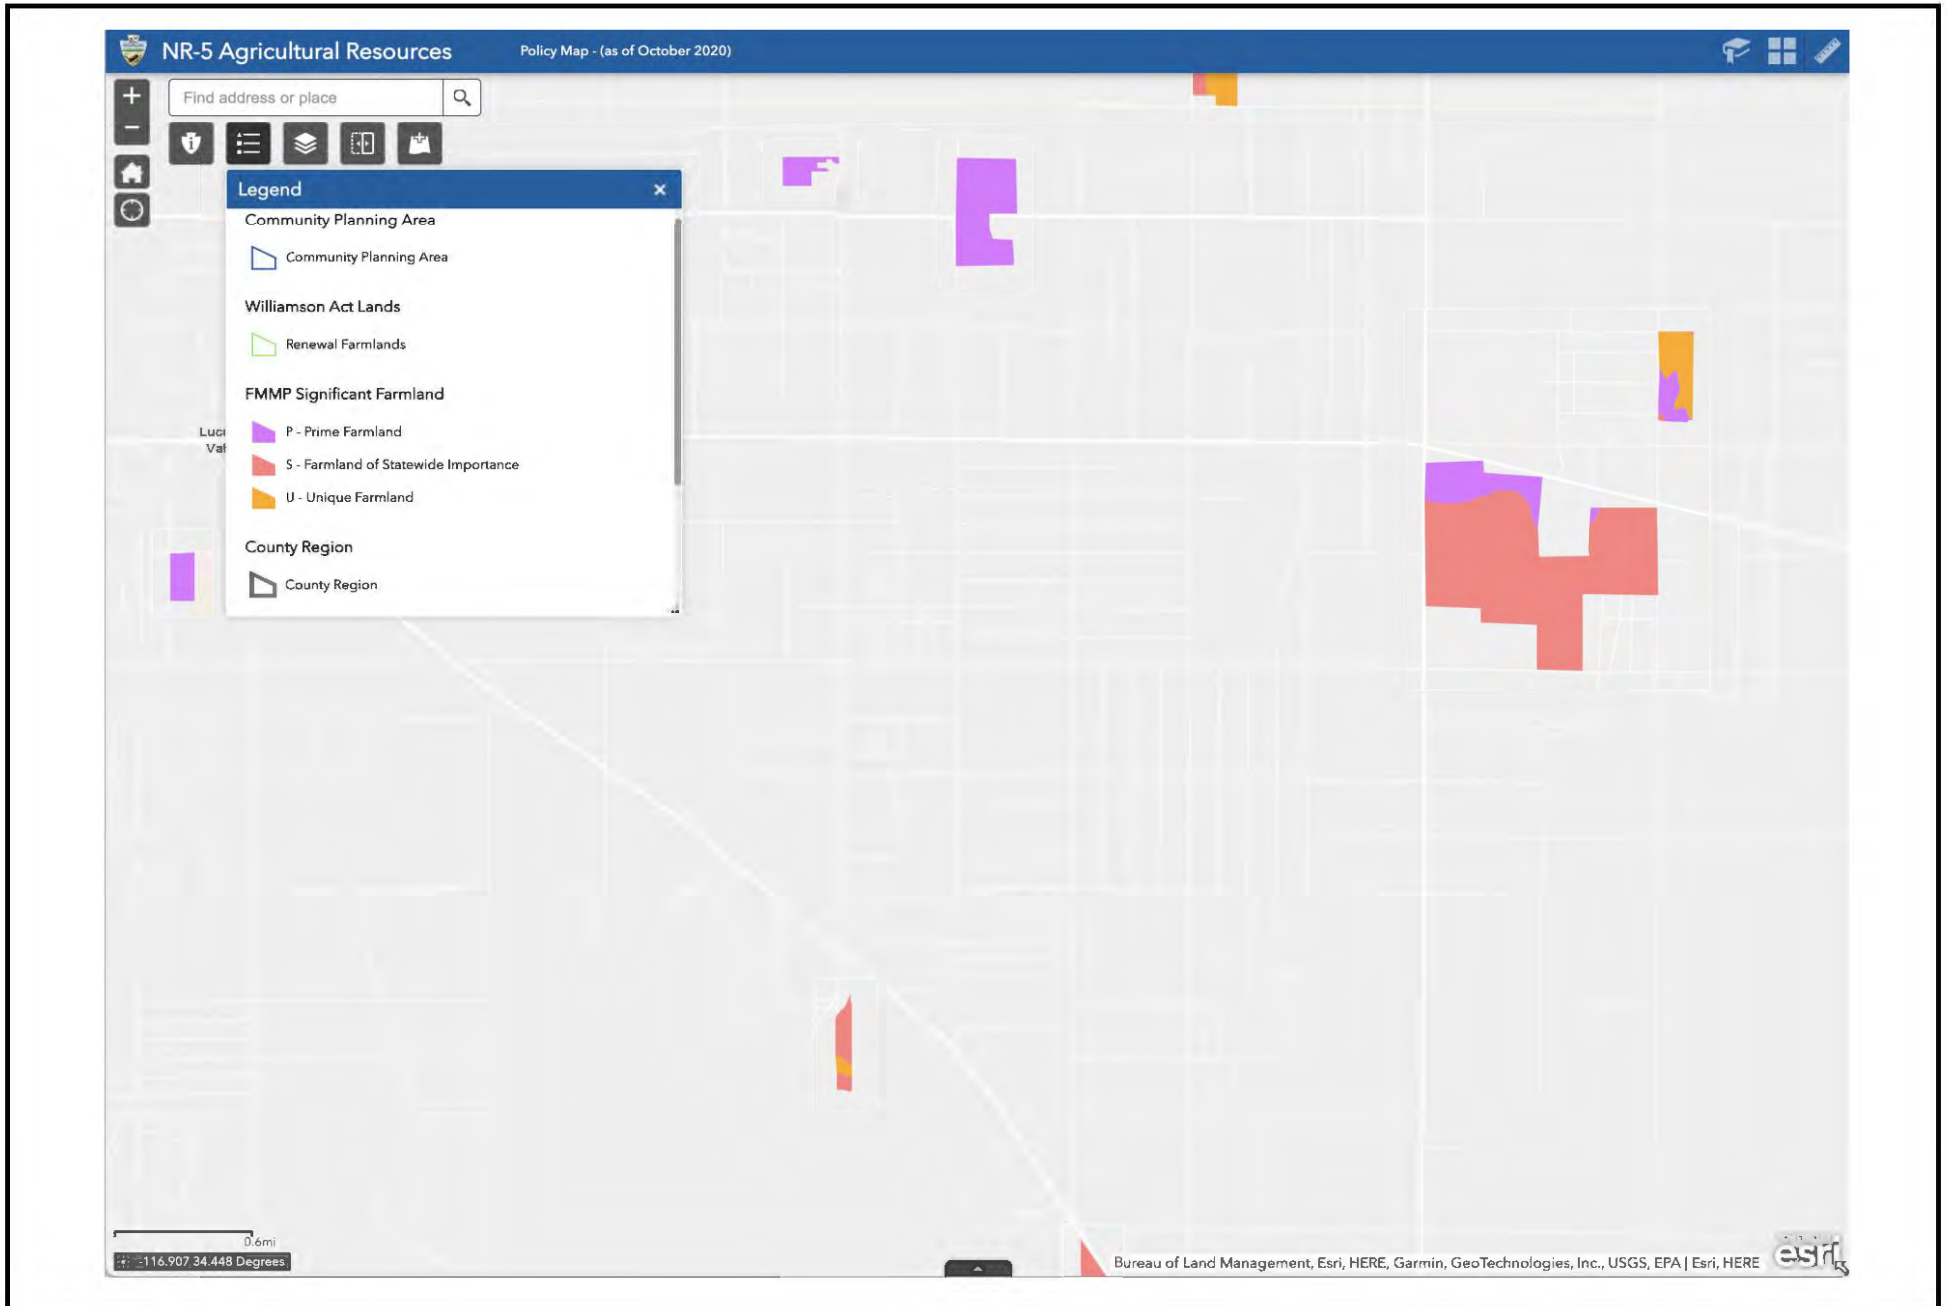 NR-5 Agricultural Resources Policy Map - (as of October 2020)
+
Find address or place
−
Legend ×
Community Planning Area
Community Planning Area
Williamson Act Lands
Renewal Farmlands
FMMP Significant Farmland
P - Prime Farmland
S - Farmland of Statewide Importance
U - Unique Farmland
County Region
County Region
Luc
Val
0.6mi
-116.907 34.448 Degrees
Bureau of Land Management, Esri, HERE, Garmin, GeoTechnologies, Inc., USGS, EPA | Esri, HERE
esri